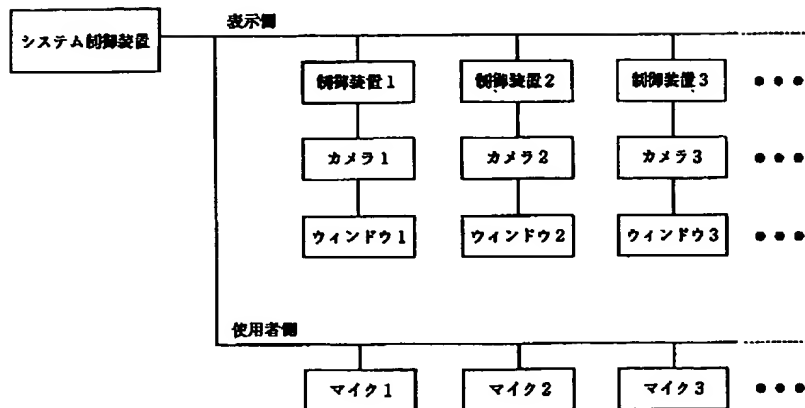 表示側
システム制御装置
制御装置1 制御装置2 制御装置3
カメラ1 カメラ2 カメラ3
ウィンドウ1 ウィンドウ2 ウィンドウ3
使用者側
マイク1 マイク2 マイク3